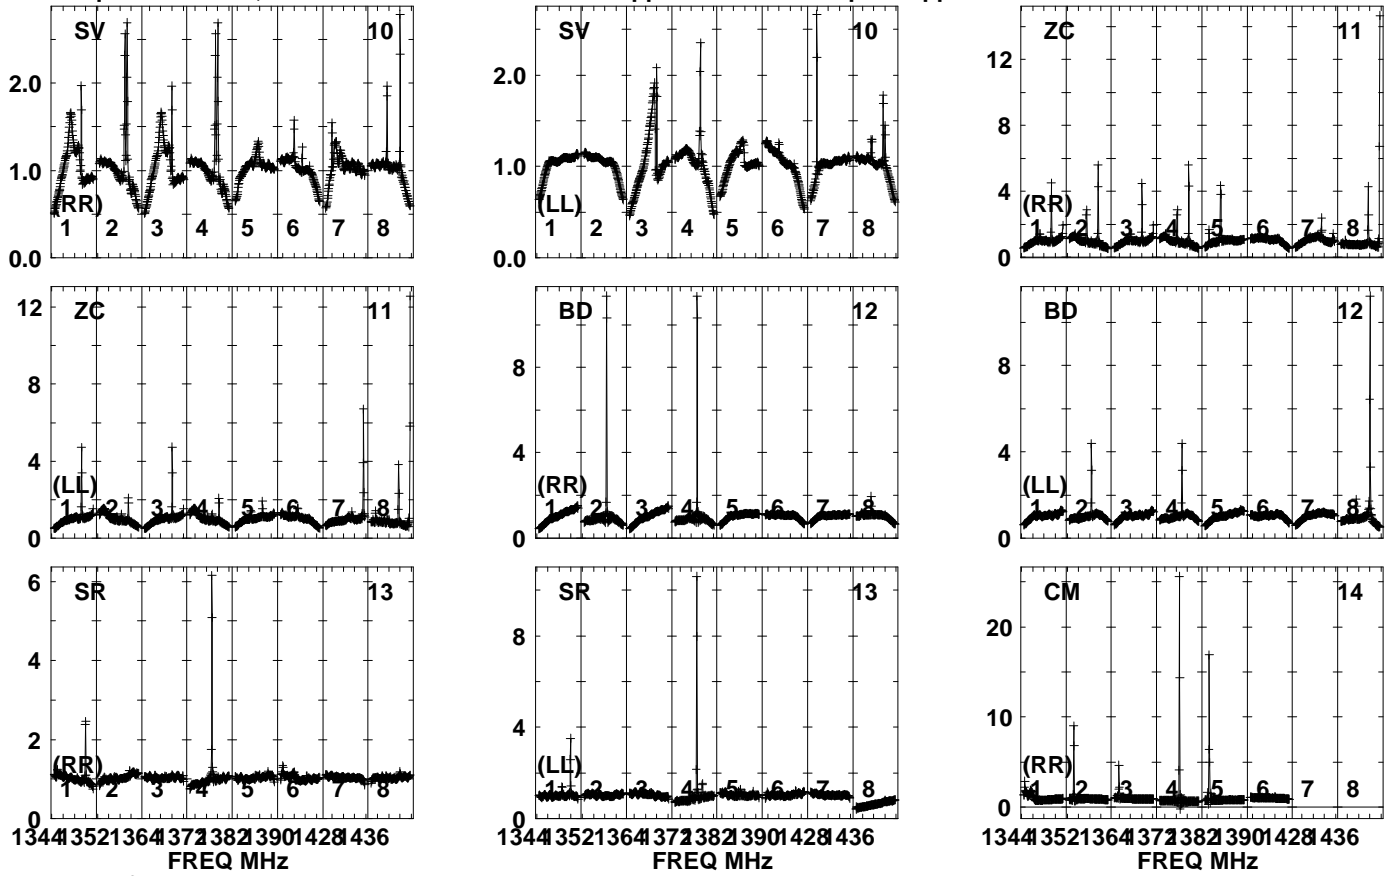 SV 10
2.0
1.0
0.0
(RR)
1 2 3 4 5 6 7 8
SV 10
2.0
1.0
0.0
(LL)
1 2 3 4 5 6 7 8
ZC 11
12
8
4
0
(RR)
1 2 3 4 5 6 7 8
ZC 11
12
8
4
0
(LL)
1 2 3 4 5 6 7 8
BD 12
8
4
0
(RR)
1 2 3 4 5 6 7 8
BD 12
8
4
0
(LL)
1 2 3 4 5 6 7 8
SR 13
6
4
2
0
(RR)
1 2 3 4 5 6 7 8
1344 1352 1364 1372 1382 1390 1428 1436
FREQ MHz
SR 13
8
4
0
(LL)
1 2 3 4 5 6 7 8
1344 1352 1364 1372 1382 1390 1428 1436
FREQ MHz
CM 14
20
10
0
(RR)
1 2 3 4 5 6 7 8
1344 1352 1364 1372 1382 1390 1428 1436
FREQ MHz